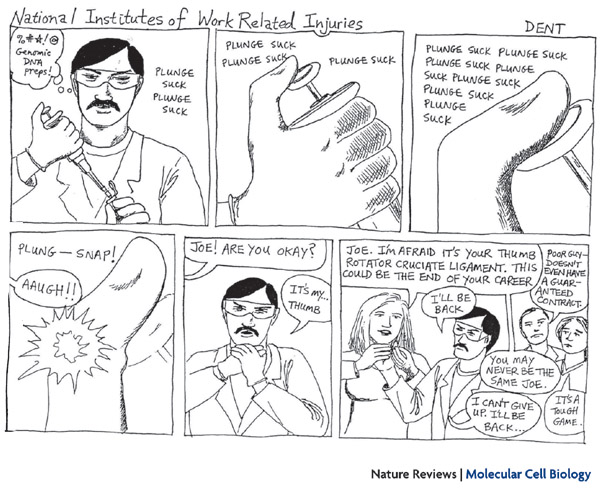 National Institutes of Work Related Injuries
DENT
%*#!@
Genomic
DNA
preps!
PLUNGE
SUCK
PLUNGE
SUCK
PLUNGE SUCK
PLUNGE SUCK
PLUNGE SUCK
PLUNGE SUCK PLUNGE SUCK
PLUNGE SUCK PLUNGE
SUCK PLUNGE SUCK
PLUNGE SUCK
PLUNGE
SUCK
PLUNG — SNAP!
AAUGH!!
JOE! ARE YOU OKAY?
IT'S MY...
THUMB
JOE. I'M AFRAID IT'S YOUR THUMB
ROTATOR CRUCIATE LIGAMENT. THIS
COULD BE THE END OF YOUR CAREER
I'LL BE
BACK
POOR GUY-
DOESN'T
EVEN HAVE
A GUAR-
ANTEED
CONTRACT.
YOU MAY
NEVER BE THE
SAME JOE.
I CAN'T GIVE
UP. I'LL BE
BACK...
IT'S A
TOUGH
GAME.
Nature Reviews | Molecular Cell Biology